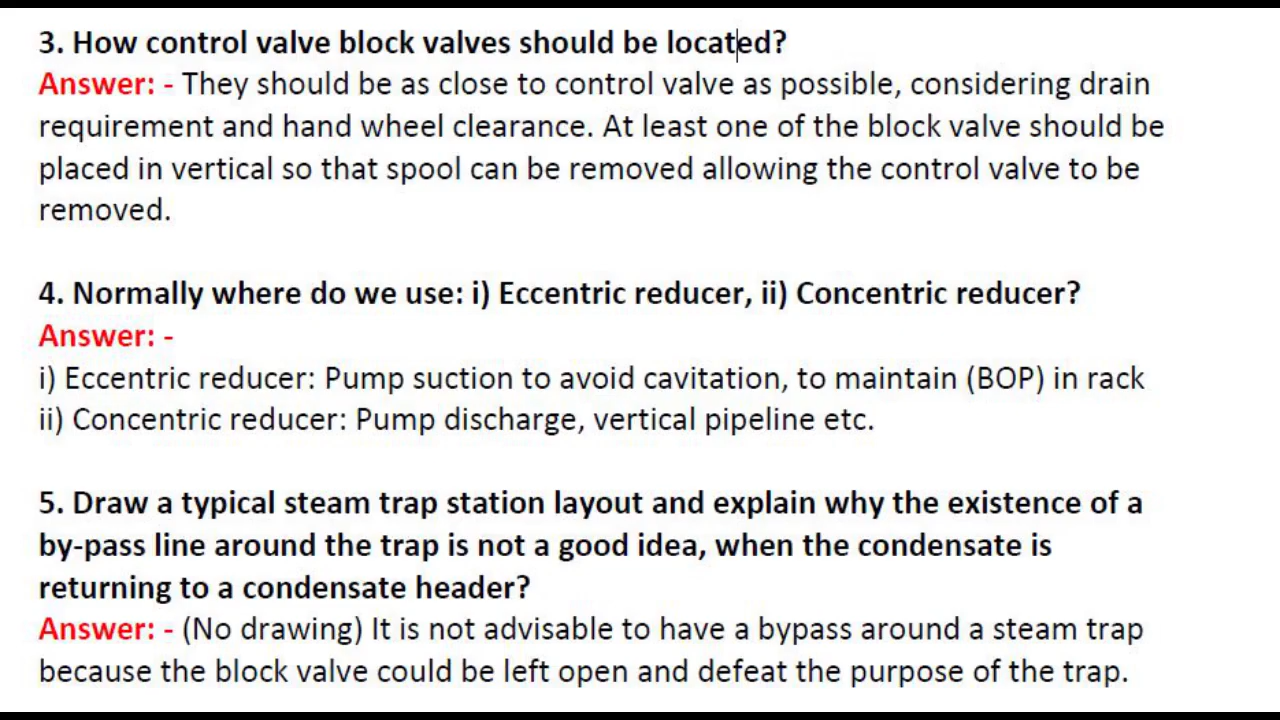 3. How control valve block valves should be located?
Answer: - They should be as close to control valve as possible, considering drain
requirement and hand wheel clearance. At least one of the block valve should be
placed in vertical so that spool can be removed allowing the control valve to be
removed.
4. Normally where do we use: i) Eccentric reducer, ii) Concentric reducer?
Answer: -
i) Eccentric reducer: Pump suction to avoid cavitation, to maintain (BOP) in rack
ii) Concentric reducer: Pump discharge, vertical pipeline etc.
5. Draw a typical steam trap station layout and explain why the existence of a
by-pass line around the trap is not a good idea, when the condensate is
returning to a condensate header?
Answer: - (No drawing) It is not advisable to have a bypass around a steam trap
because the block valve could be left open and defeat the purpose of the trap.